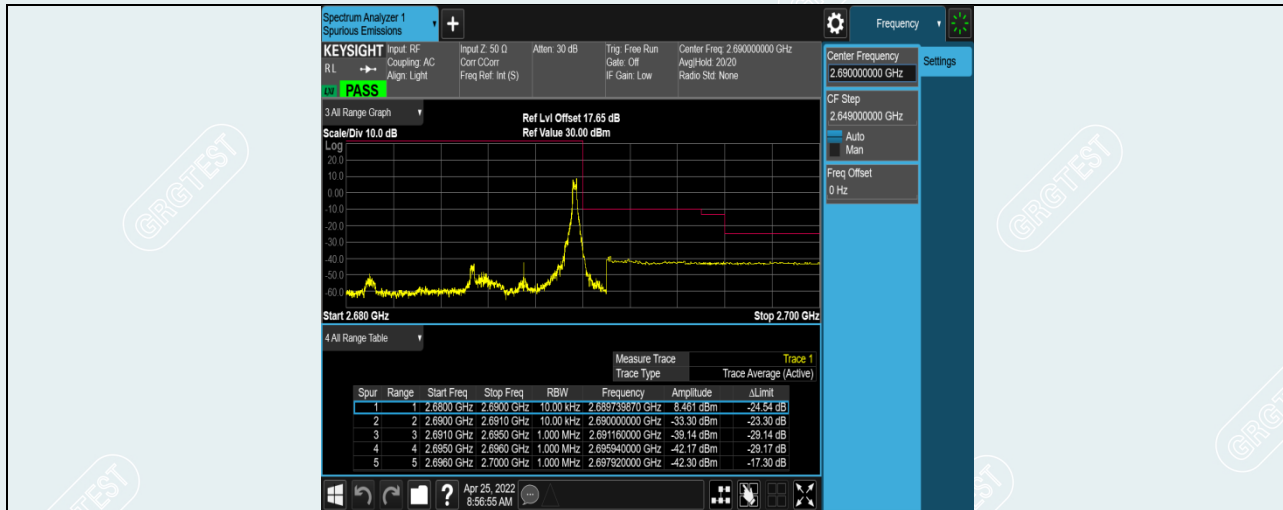 Spectrum Analyzer 1
Spurious Emissions
+
Frequency
KEYSIGHT Input: RF Input Z: 50 Ω Atten: 30 dB Trig: Free Run Center Freq: 2.690000000 GHz
RL Coupling: AC Corr CCorr Gate: Off Avg|Hold: 20/20
Align: Light Freq Ref: Int (S) IF Gain: Low Radio Std: None
PASS
Center Frequency
2.690000000 GHz
Settings
CF Step
2.649000000 GHz
Auto
Man
Freq Offset
0 Hz
3 All Range Graph
Ref Lvl Offset 17.65 dB
Scale/Div 10.0 dB Ref Value 30.00 dBm
Log
20.0
10.0
0.00
-10.0
-20.0
-30.0
-40.0
-50.0
-60.0
Start 2.680 GHz Stop 2.700 GHz
4 All Range Table
Measure Trace Trace 1
Trace Type Trace Average (Active)
Spur Range Start Freq Stop Freq RBW Frequency Amplitude ΔLimit
1 1 2.6800 GHz 2.6900 GHz 10.00 kHz 2.689739870 GHz 8.461 dBm -24.54 dB
2 2 2.6900 GHz 2.6910 GHz 10.00 kHz 2.690000000 GHz -33.30 dBm -23.30 dB
3 3 2.6910 GHz 2.6950 GHz 1.000 MHz 2.691160000 GHz -39.14 dBm -29.14 dB
4 4 2.6950 GHz 2.6960 GHz 1.000 MHz 2.695940000 GHz -42.17 dBm -29.17 dB
5 5 2.6960 GHz 2.7000 GHz 1.000 MHz 2.697920000 GHz -42.30 dBm -17.30 dB
?
Apr 25, 2022
8:56:55 AM
GRGTEST
GRGTEST